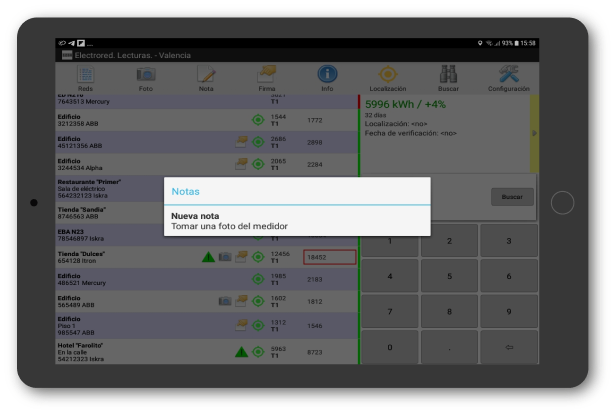 93% 15:58
Electrored. Lecturas. - Valencia
Reds Foto Nota Firma Info Localización Buscar Configuración
7643513 Mercury T1
Edificio 1544 1772
3212358 ABB T1
Edificio 2686 2898
45121356 ABB T1
Edificio 2065 2284
3244534 Alpha T1
Restaurante "Primer"
Sala de eléctrico
564232123 Iskra
Tienda "Sandía"
8746563 ABB
EBA N23
78546897 Iskra T1
Tienda "Dulces" 12456 18452
654128 Itron T1
Edificio 1985 2183
486521 Mercury T1
Edificio 1602 1812
565489 ABB T1
Edificio 1312 1546
Piso 1 T1
985547 ABB
Hotel "Farolito" 5963 8723
En la calle T1
54212323 Iskra
5996 kWh / +4%
32 días
Localización: <no>
Fecha de verificación: <no>
Buscar
Notas
Nueva nota
Tomar una foto del medidor
1 2 3
4 5 6
7 8 9
0 .